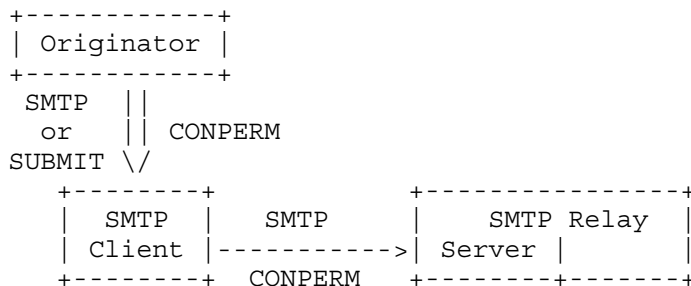 +------------+
| Originator |
+------------+
 SMTP  ||
  or   || CONPERM
SUBMIT \/
   +--------+            +----------------+
   |  SMTP  |   SMTP     |    SMTP Relay  |
   | Client |----------->| Server |       |
   +--------+  CONPERM   +--------+-------+